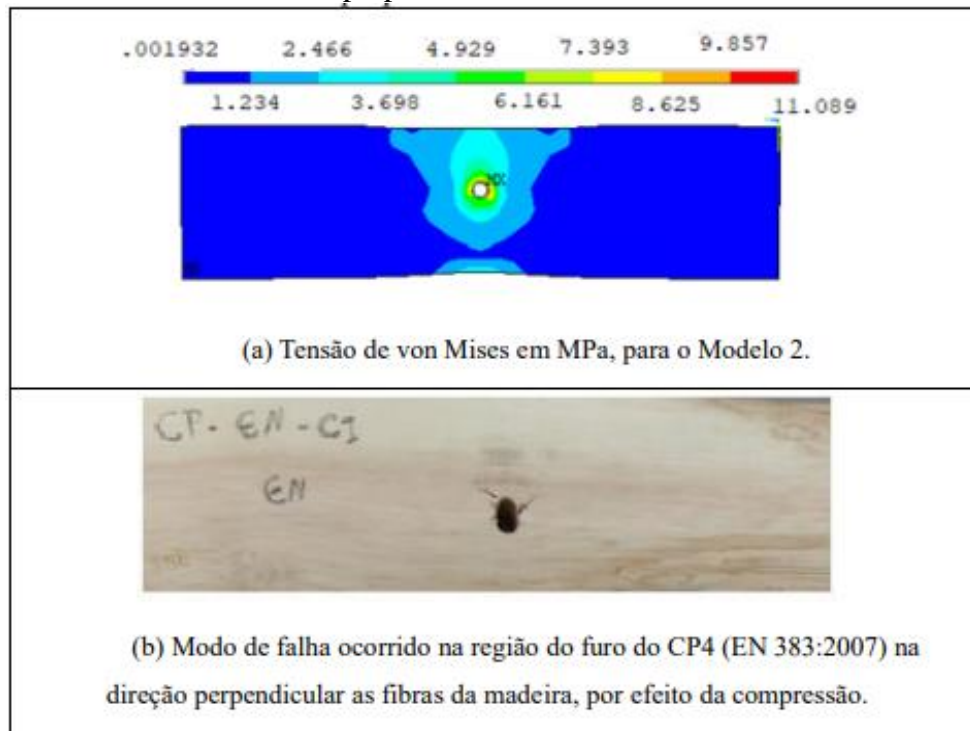 .001932 2.466 4.929 7.393 9.857
1.234 3.698 6.161 8.625 11.089
MX
(a) Tensão de von Mises em MPa, para o Modelo 2.
CP- EN - C1
EN
(b) Modo de falha ocorrido na região do furo do CP4 (EN 383:2007) na
direção perpendicular as fibras da madeira, por efeito da compressão.